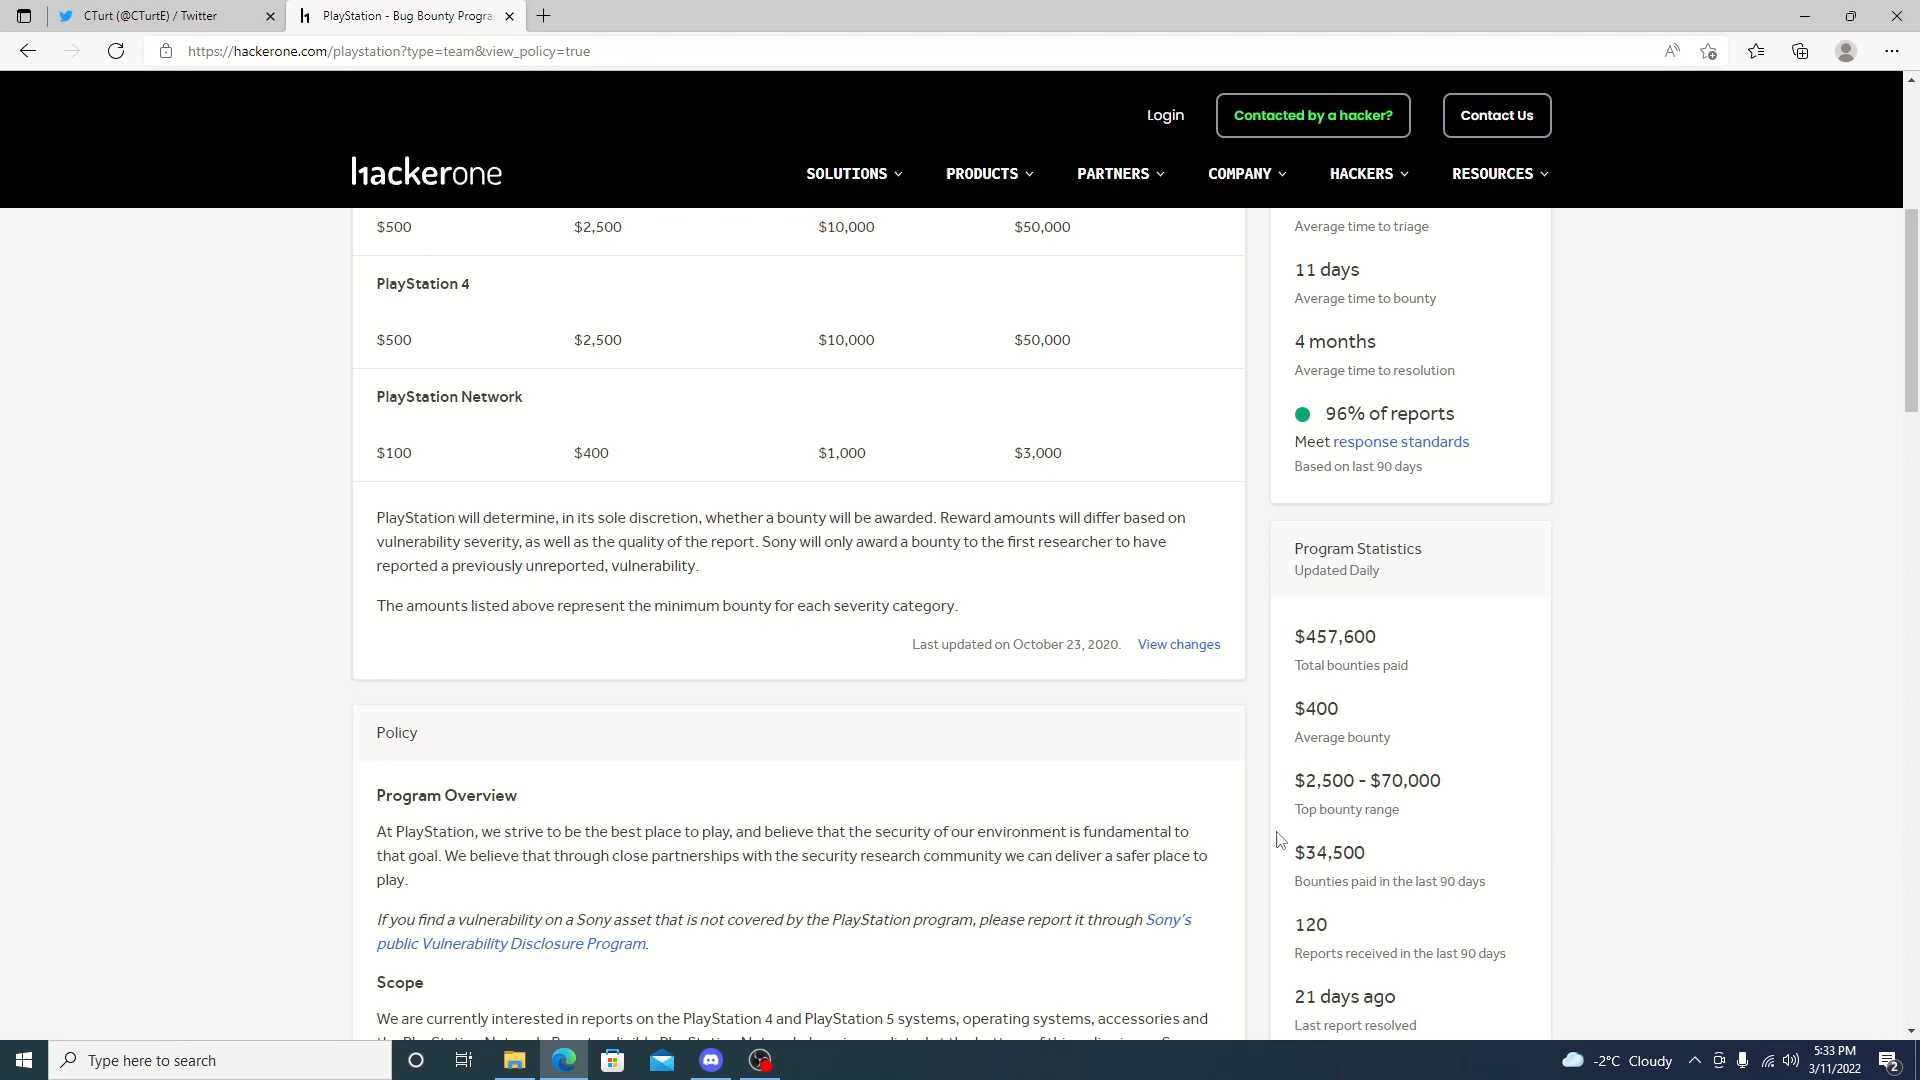 CTurt (@CTurtE) / Twitter
PlayStation - Bug Bounty Progra
https://hackerone.com/playstation?type=team&view_policy=true
Login
Contacted by a hacker?
Contact Us
hackerone
SOLUTIONS
PRODUCTS
PARTNERS
COMPANY
HACKERS
RESOURCES
$500 $2,500 $10,000 $50,000
PlayStation 4
$500 $2,500 $10,000 $50,000
PlayStation Network
$100 $400 $1,000 $3,000
PlayStation will determine, in its sole discretion, whether a bounty will be awarded. Reward amounts will differ based on
vulnerability severity, as well as the quality of the report. Sony will only award a bounty to the first researcher to have
reported a previously unreported, vulnerability.
The amounts listed above represent the minimum bounty for each severity category.
Last updated on October 23, 2020. View changes
Policy
Program Overview
At PlayStation, we strive to be the best place to play, and believe that the security of our environment is fundamental to
that goal. We believe that through close partnerships with the security research community we can deliver a safer place to
play.
If you find a vulnerability on a Sony asset that is not covered by the PlayStation program, please report it through Sony's
public Vulnerability Disclosure Program.
Scope
We are currently interested in reports on the PlayStation 4 and PlayStation 5 systems, operating systems, accessories and
Average time to triage
11 days
Average time to bounty
4 months
Average time to resolution
96% of reports
Meet response standards
Based on last 90 days
Program Statistics
Updated Daily
$457,600
Total bounties paid
$400
Average bounty
$2,500 - $70,000
Top bounty range
$34,500
Bounties paid in the last 90 days
120
Reports received in the last 90 days
21 days ago
Last report resolved
Type here to search
-2°C Cloudy
5:33 PM
3/11/2022
2